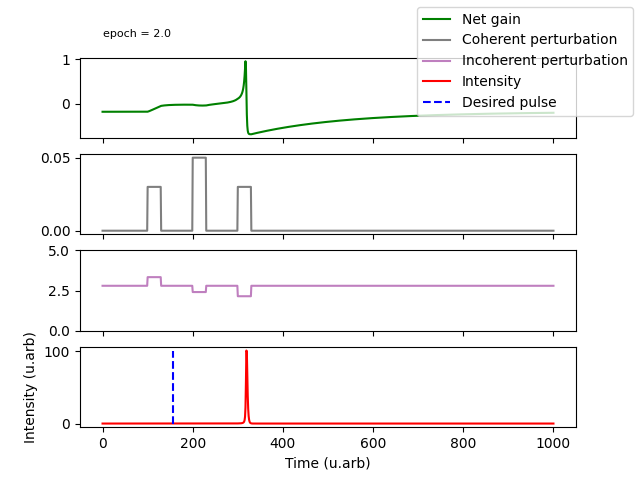 epoch = 2.0
Net gain
Coherent perturbation
Incoherent perturbation
Intensity
Desired pulse
1
0
0.05
0.00
5.0
2.5
0.0
100
0
Intensity (u.arb)
0 200 400 600 800 1000
Time (u.arb)